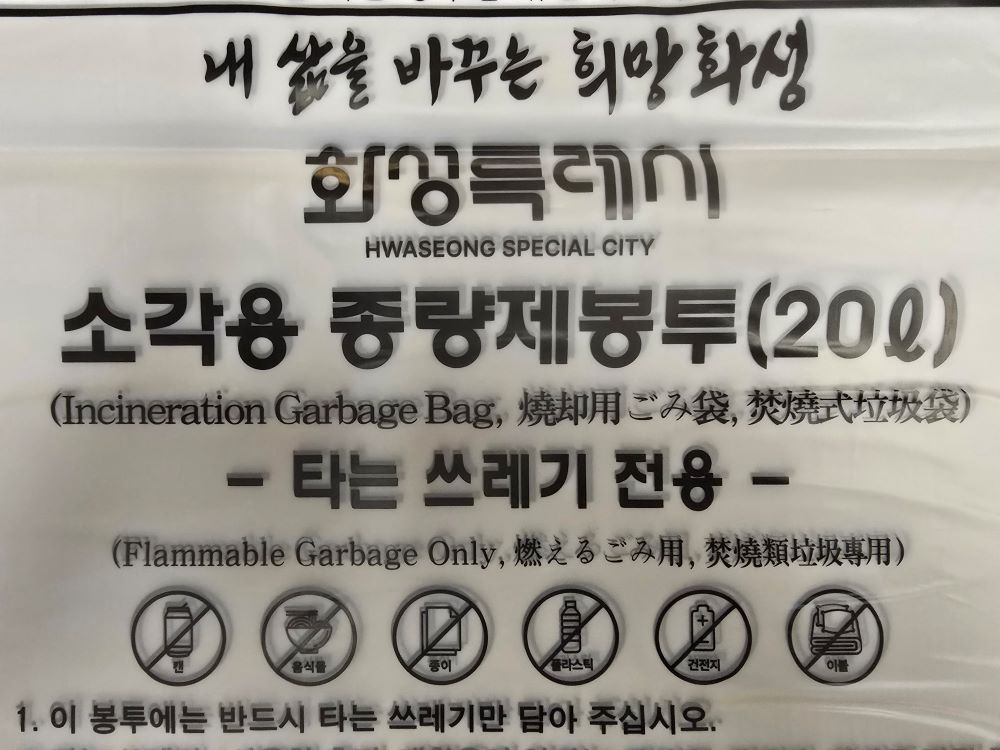 내 삶을 바꾸는 희망 화성
화성특례시
HWASEONG SPECIAL CITY
소각용 종량제봉투(20ℓ)
(Incineration Garbage Bag, 燒却用ごみ袋, 焚燒式垃圾袋)
- 타는 쓰레기 전용 -
(Flammable Garbage Only, 燃えるごみ用, 焚燒類垃圾專用)
캔 음식물 종이 플라스틱 건전지 이불
1. 이 봉투에는 반드시 타는 쓰레기만 담아 주십시오.